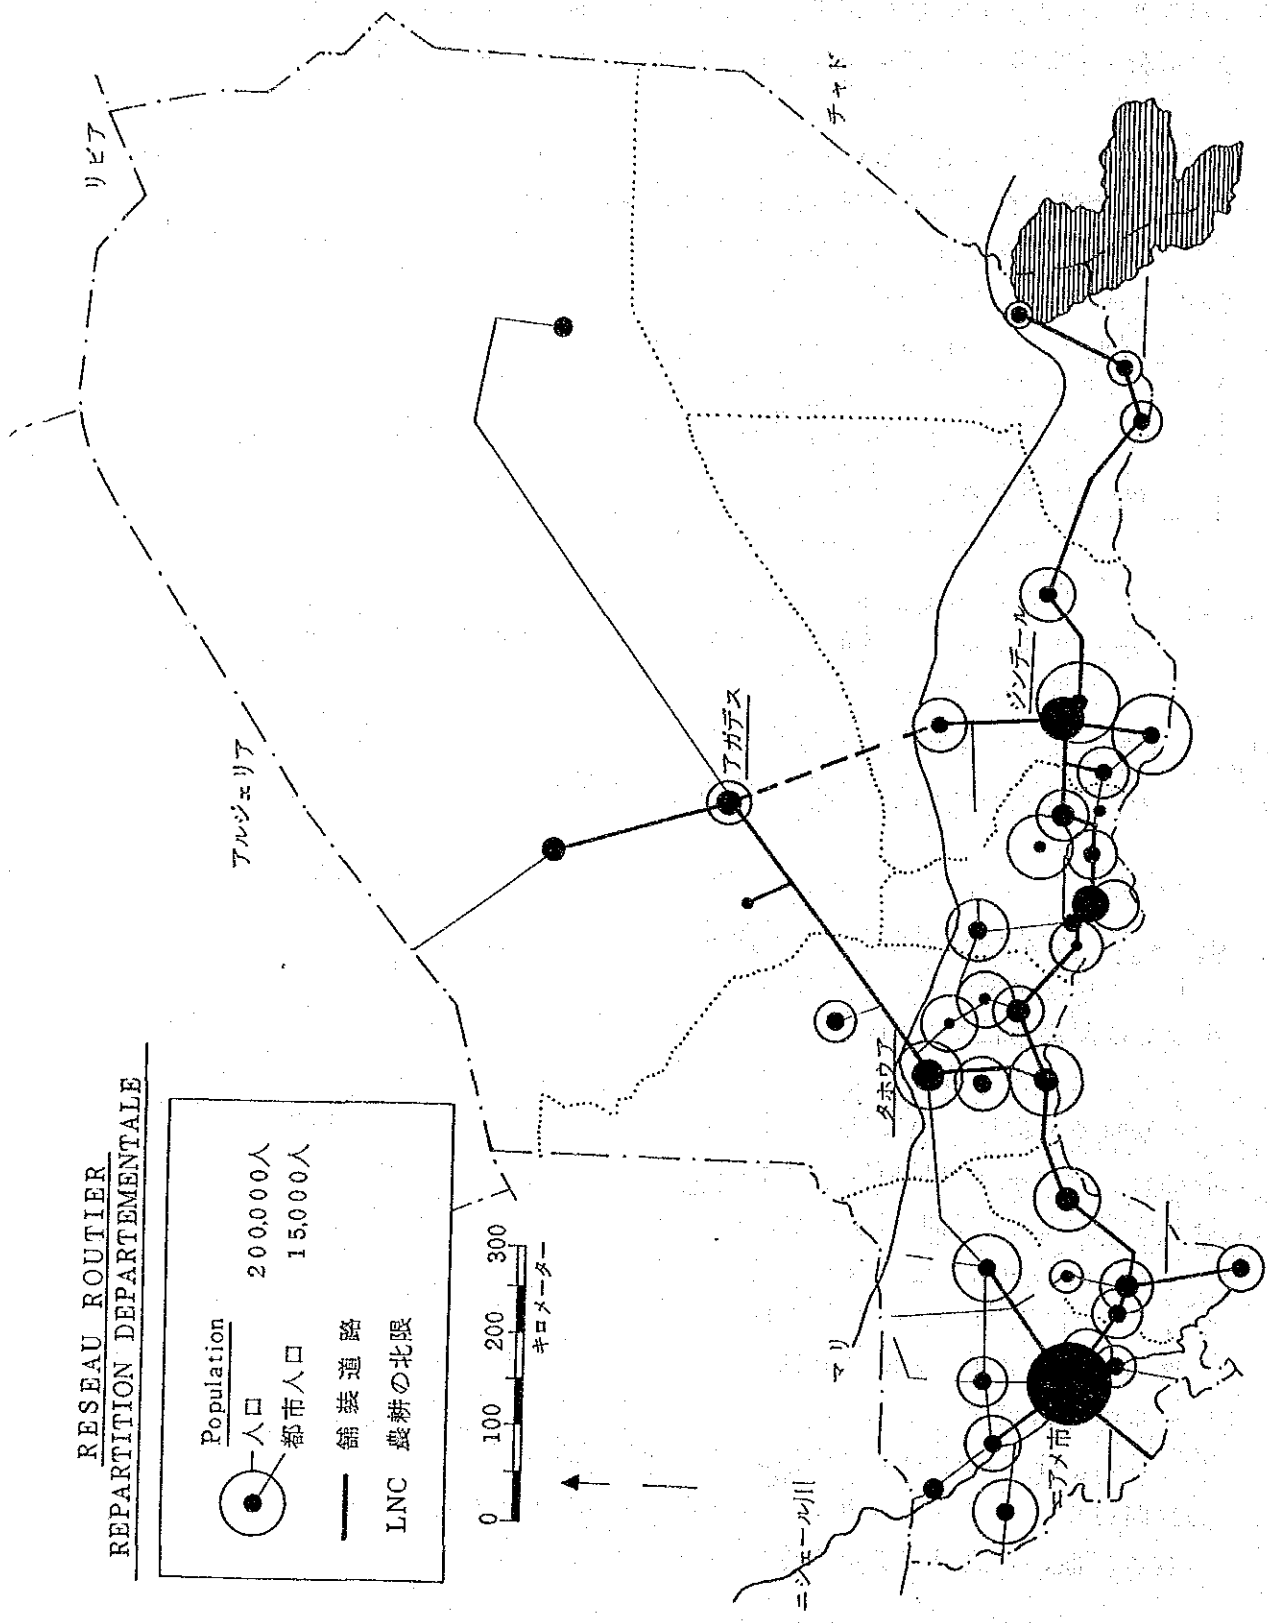 RESEAU ROUTIER
REPARTITION DEPARTEMENTALE
Population
人口 200,000人
都市人口 15,000人
舗装道路
LNC 農耕の北限
0 100 200 300
キロメーター
リビア
アルジェリア
チャド
アガデス
ジンデール
タホウア
マリ
ニジェール川
ニアメ市